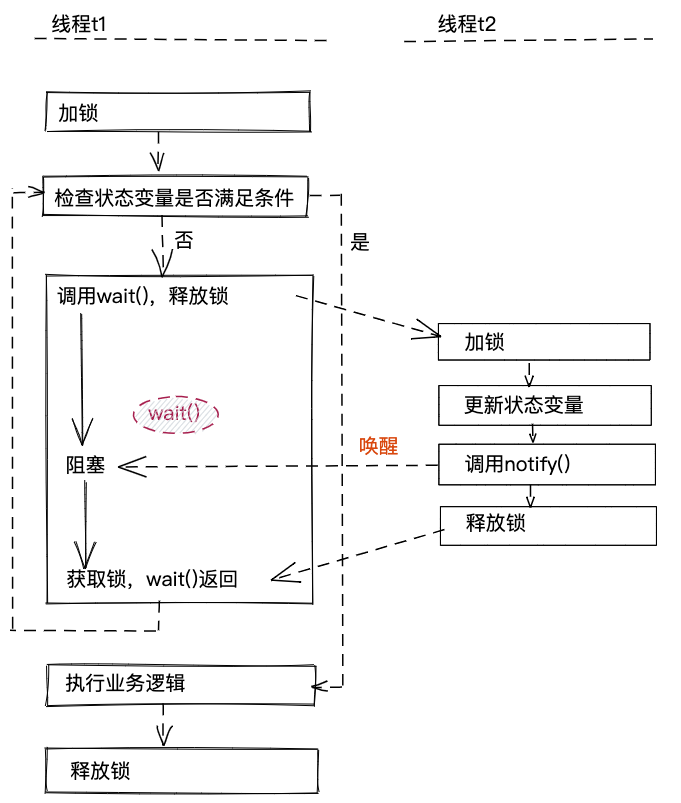 线程t1
线程t2
加锁
检查状态变量是否满足条件
否
是
调用wait()，释放锁
wait()
阻塞
获取锁，wait()返回
唤醒
加锁
更新状态变量
调用notify()
释放锁
执行业务逻辑
释放锁